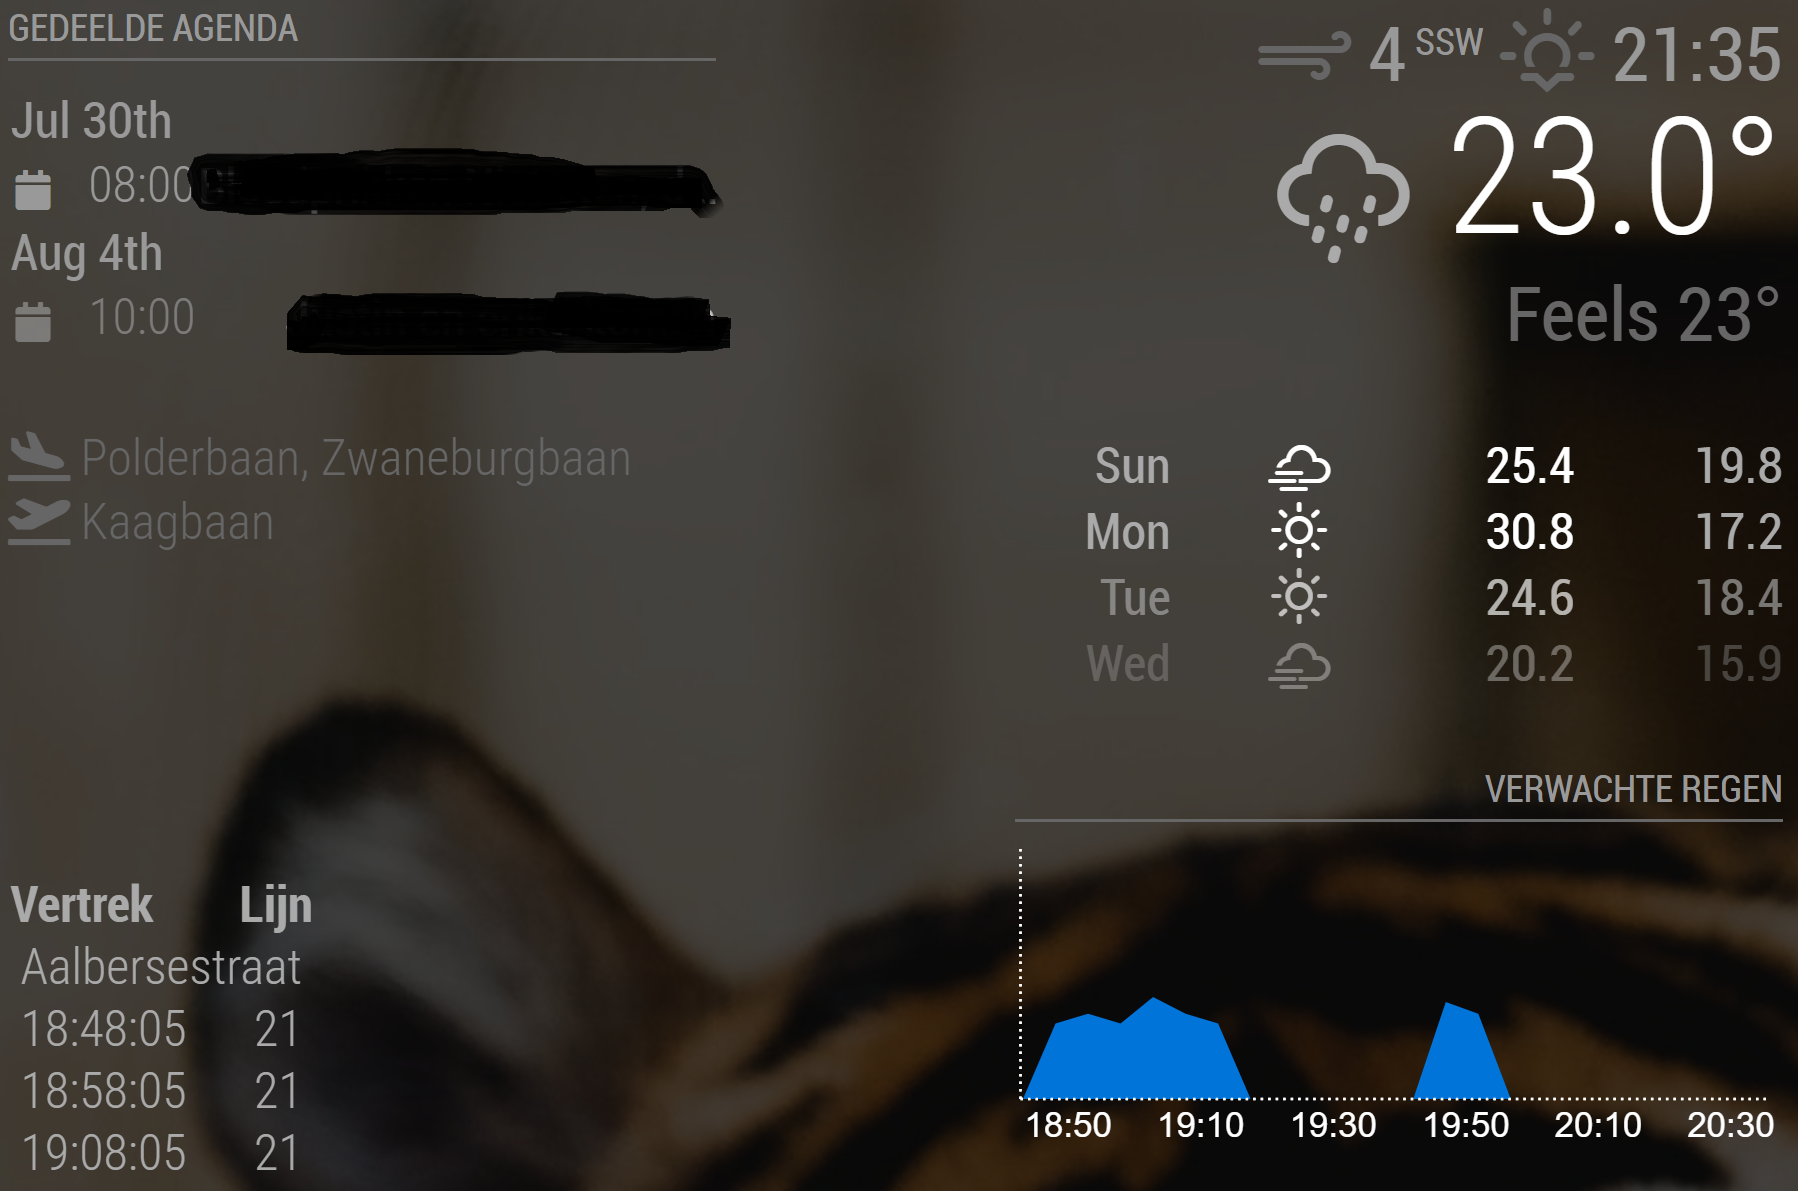 GEDEELDE AGENDA
Jul 30th
08:00
Aug 4th
10:00
Polderbaan, Zwaneburgbaan
Kaagbaan
Vertrek Lijn
Aalbersestraat
18:48:05 21
18:58:05 21
19:08:05 21
4 SSW 21:35
23.0°
Feels 23°
Sun 25.4 19.8
Mon 30.8 17.2
Tue 24.6 18.4
Wed 20.2 15.9
VERWACHTE REGEN
18:50 19:10 19:30 19:50 20:10 20:30